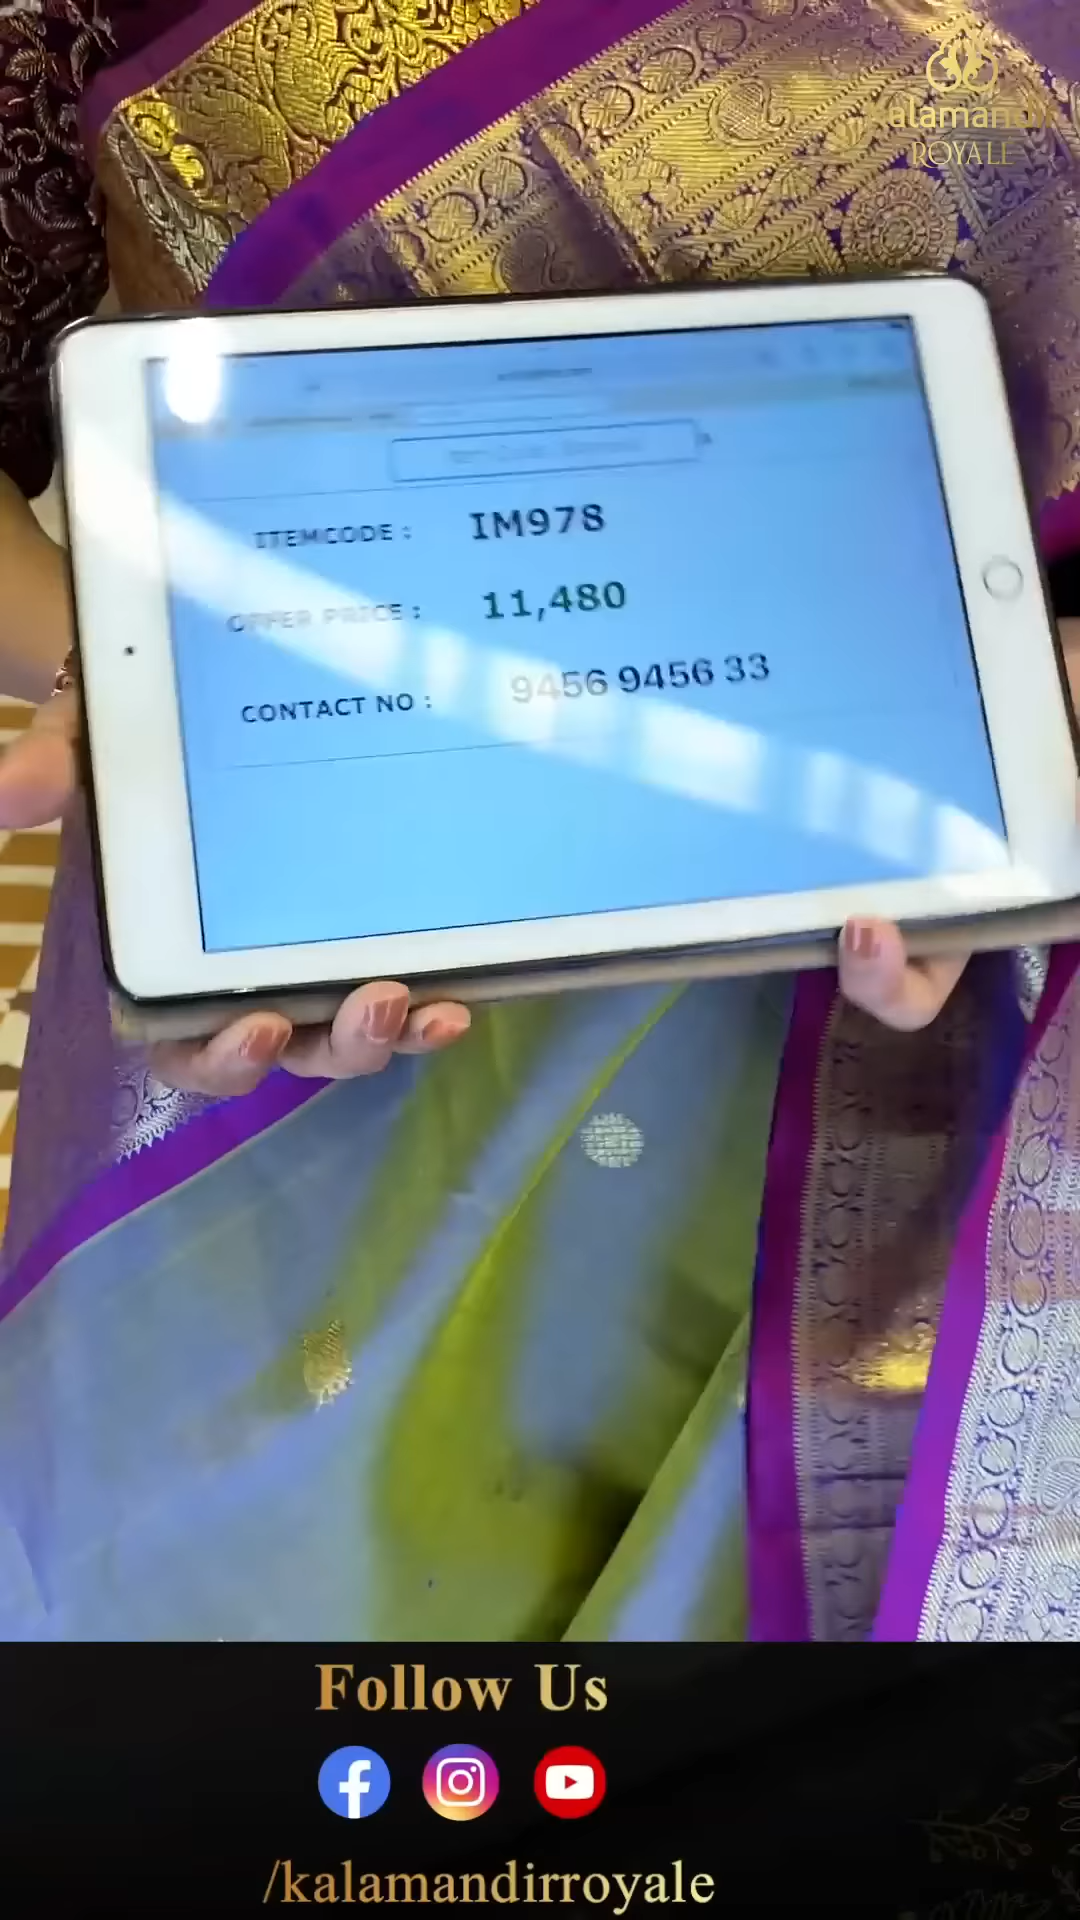 Kalamandir
ROYALE
ITEMCODE : IM978
OFFER PRICE : 11,480
CONTACT NO : 9456 9456 33
Follow Us
/kalamandirroyale